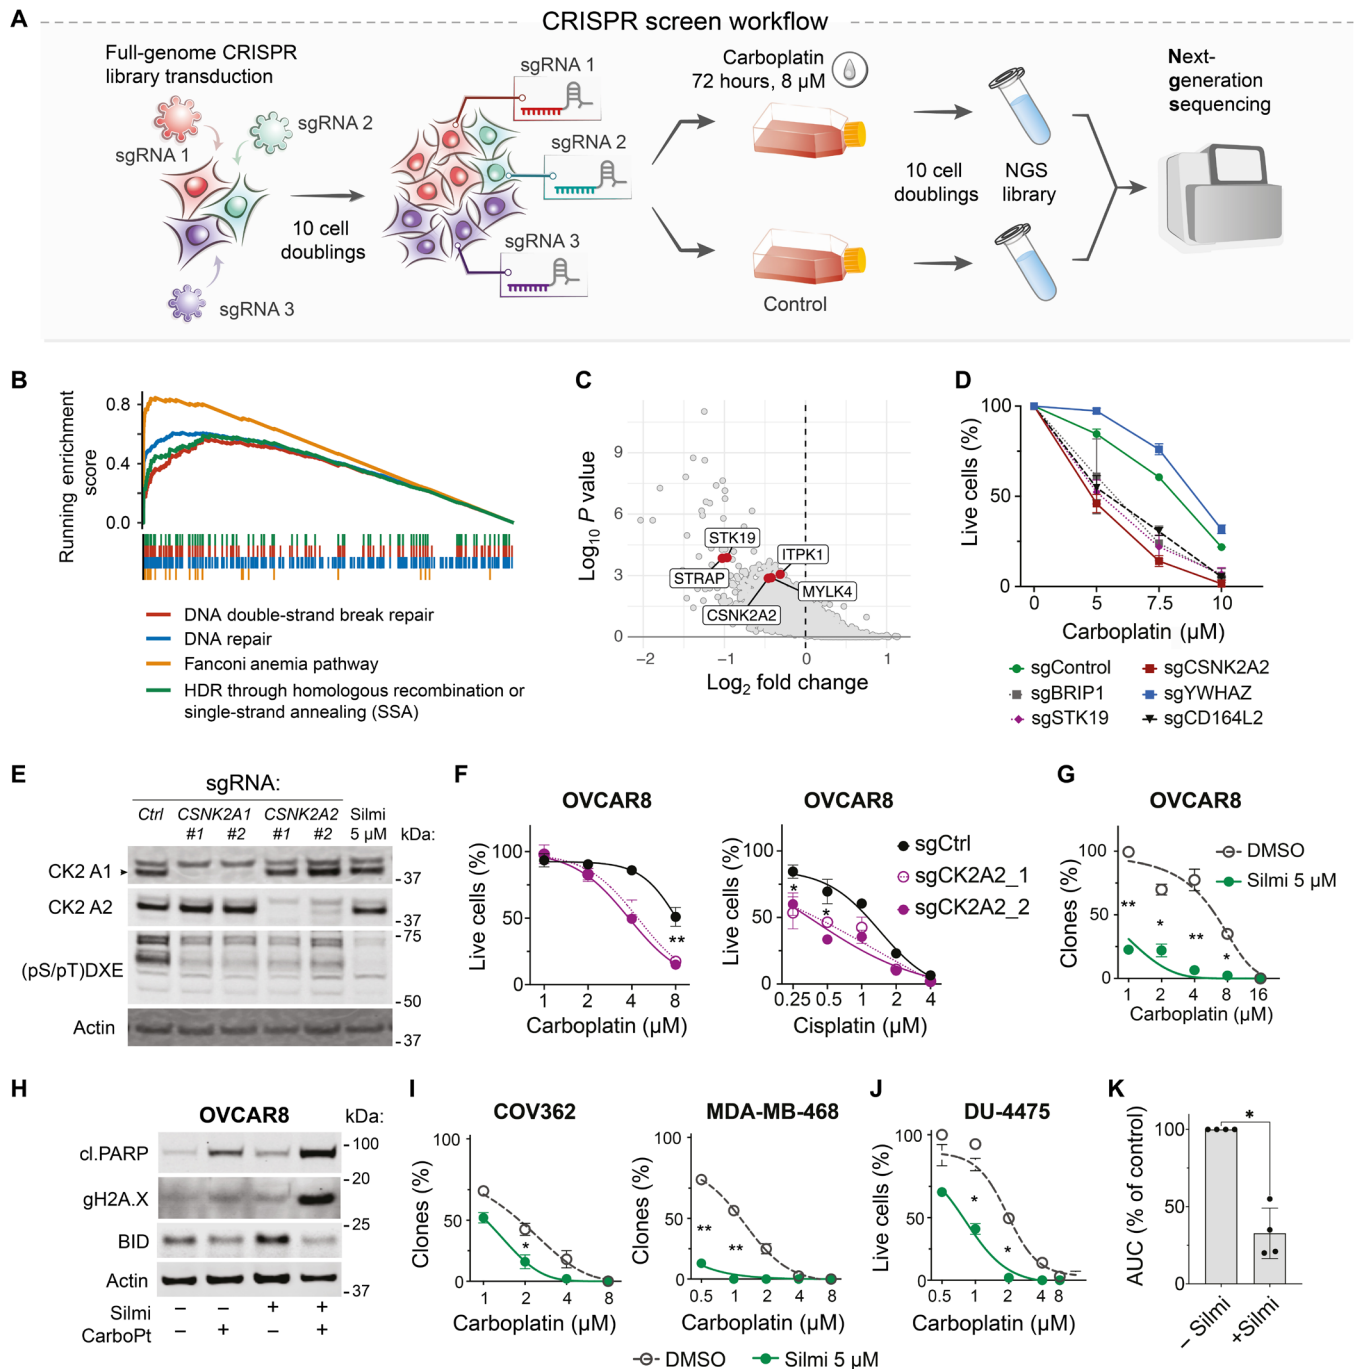 A
CRISPR screen workflow
Full-genome CRISPR
library transduction
sgRNA 1
sgRNA 2
sgRNA 3
10 cell
doublings
sgRNA 1
sgRNA 2
sgRNA 3
Carboplatin
72 hours, 8 µM
Control
10 cell
doublings
NGS
library
Next-
generation
sequencing
B
Running enrichment
score
0.8
0.4
0.0
DNA double-strand break repair
DNA repair
Fanconi anemia pathway
HDR through homologous recombination or
single-strand annealing (SSA)
C
Log10 P value
9
6
3
0
STK19
ITPK1
STRAP
MYLK4
CSNK2A2
−2
−1
0
1
Log2 fold change
D
Live cells (%)
100
50
0
0
5
7.5
10
Carboplatin (µM)
sgControl
sgCSNK2A2
sgBRIP1
sgYWHAZ
sgSTK19
sgCD164L2
E
sgRNA:
Ctrl
CSNK2A1
CSNK2A2
Silmi
#1
#2
#1
#2
5 µM
kDa:
CK2 A1
- 37
CK2 A2
- 37
- 75
(pS/pT)DXE
- 50
Actin
- 37
F
OVCAR8
Live cells (%)
100
50
0
**
1
2
4
8
Carboplatin (µM)
OVCAR8
Live cells (%)
100
50
0
*
*
sgCtrl
sgCK2A2_1
sgCK2A2_2
0.25
0.5
1
2
4
Cisplatin (µM)
G
OVCAR8
Clones (%)
100
50
0
DMSO
Silmi 5 µM
**
*
**
*
1
2
4
8
16
Carboplatin (µM)
H
OVCAR8
kDa:
cl.PARP
- 100
- 20
gH2A.X
- 25
BID
Actin
- 37
Silmi
− − + +
CarboPt
− + − +
I
COV362
Clones (%)
100
50
0
*
1
2
4
8
Carboplatin (µM)
MDA-MB-468
Clones (%)
100
50
0
**
**
0.5
1
2
4
8
Carboplatin (µM)
DMSO
Silmi 5 µM
J
DU-4475
Live cells (%)
100
50
0
*
*
0.5
1
2
4
8
Carboplatin (µM)
K
AUC (% of control)
100
50
0
*
− Silmi
+Silmi